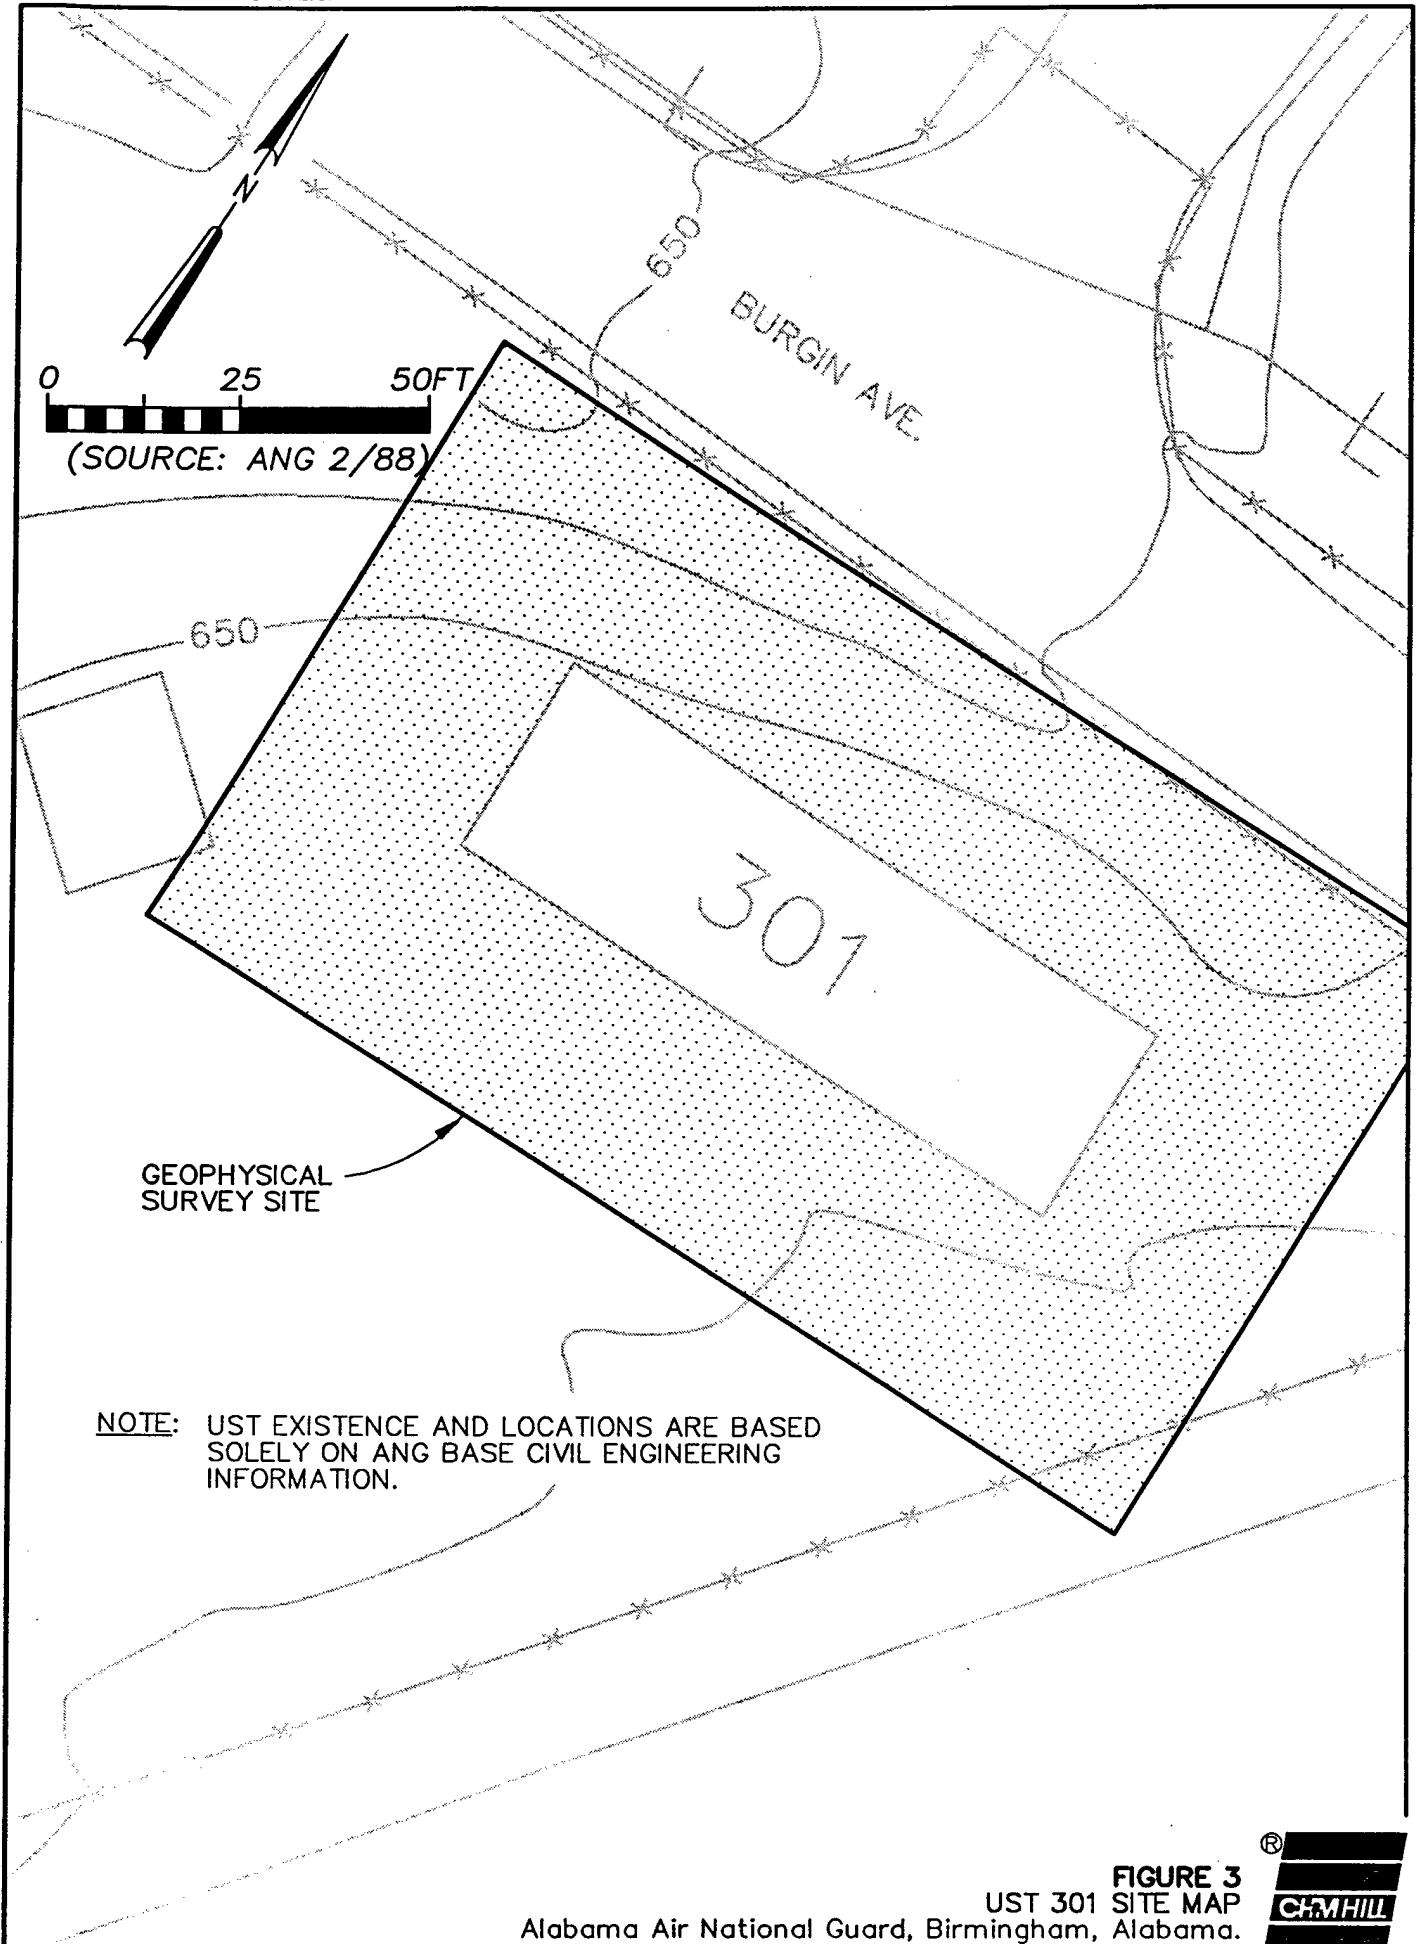 N
0 25 50FT
(SOURCE: ANG 2/88)
650
BURGIN AVE.
650
301
GEOPHYSICAL
SURVEY SITE
NOTE: UST EXISTENCE AND LOCATIONS ARE BASED
SOLELY ON ANG BASE CIVIL ENGINEERING
INFORMATION.
®
FIGURE 3
UST 301 SITE MAP
CH2MHILL
Alabama Air National Guard, Birmingham, Alabama.